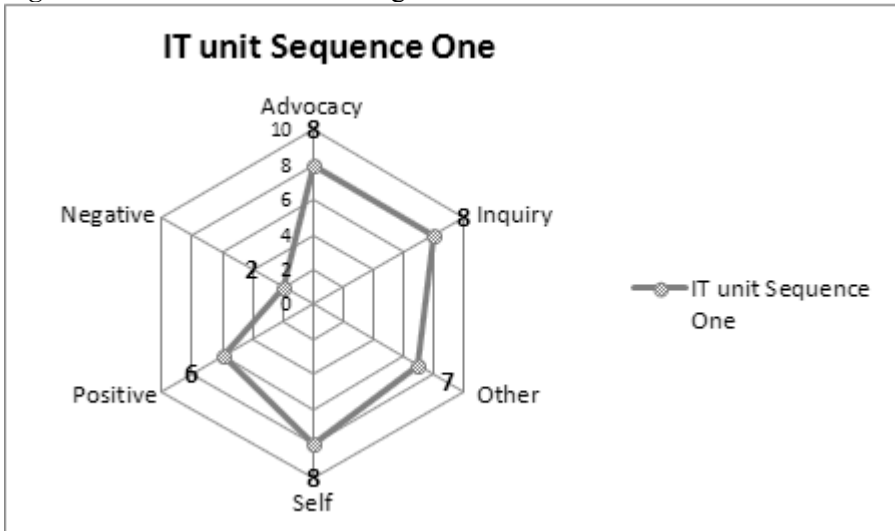 IT unit Sequence One
Advocacy
10
8
8
8
Inquiry
Negative
6
4
2
2
0
IT unit Sequence
One
6
7
Positive
Other
8
Self